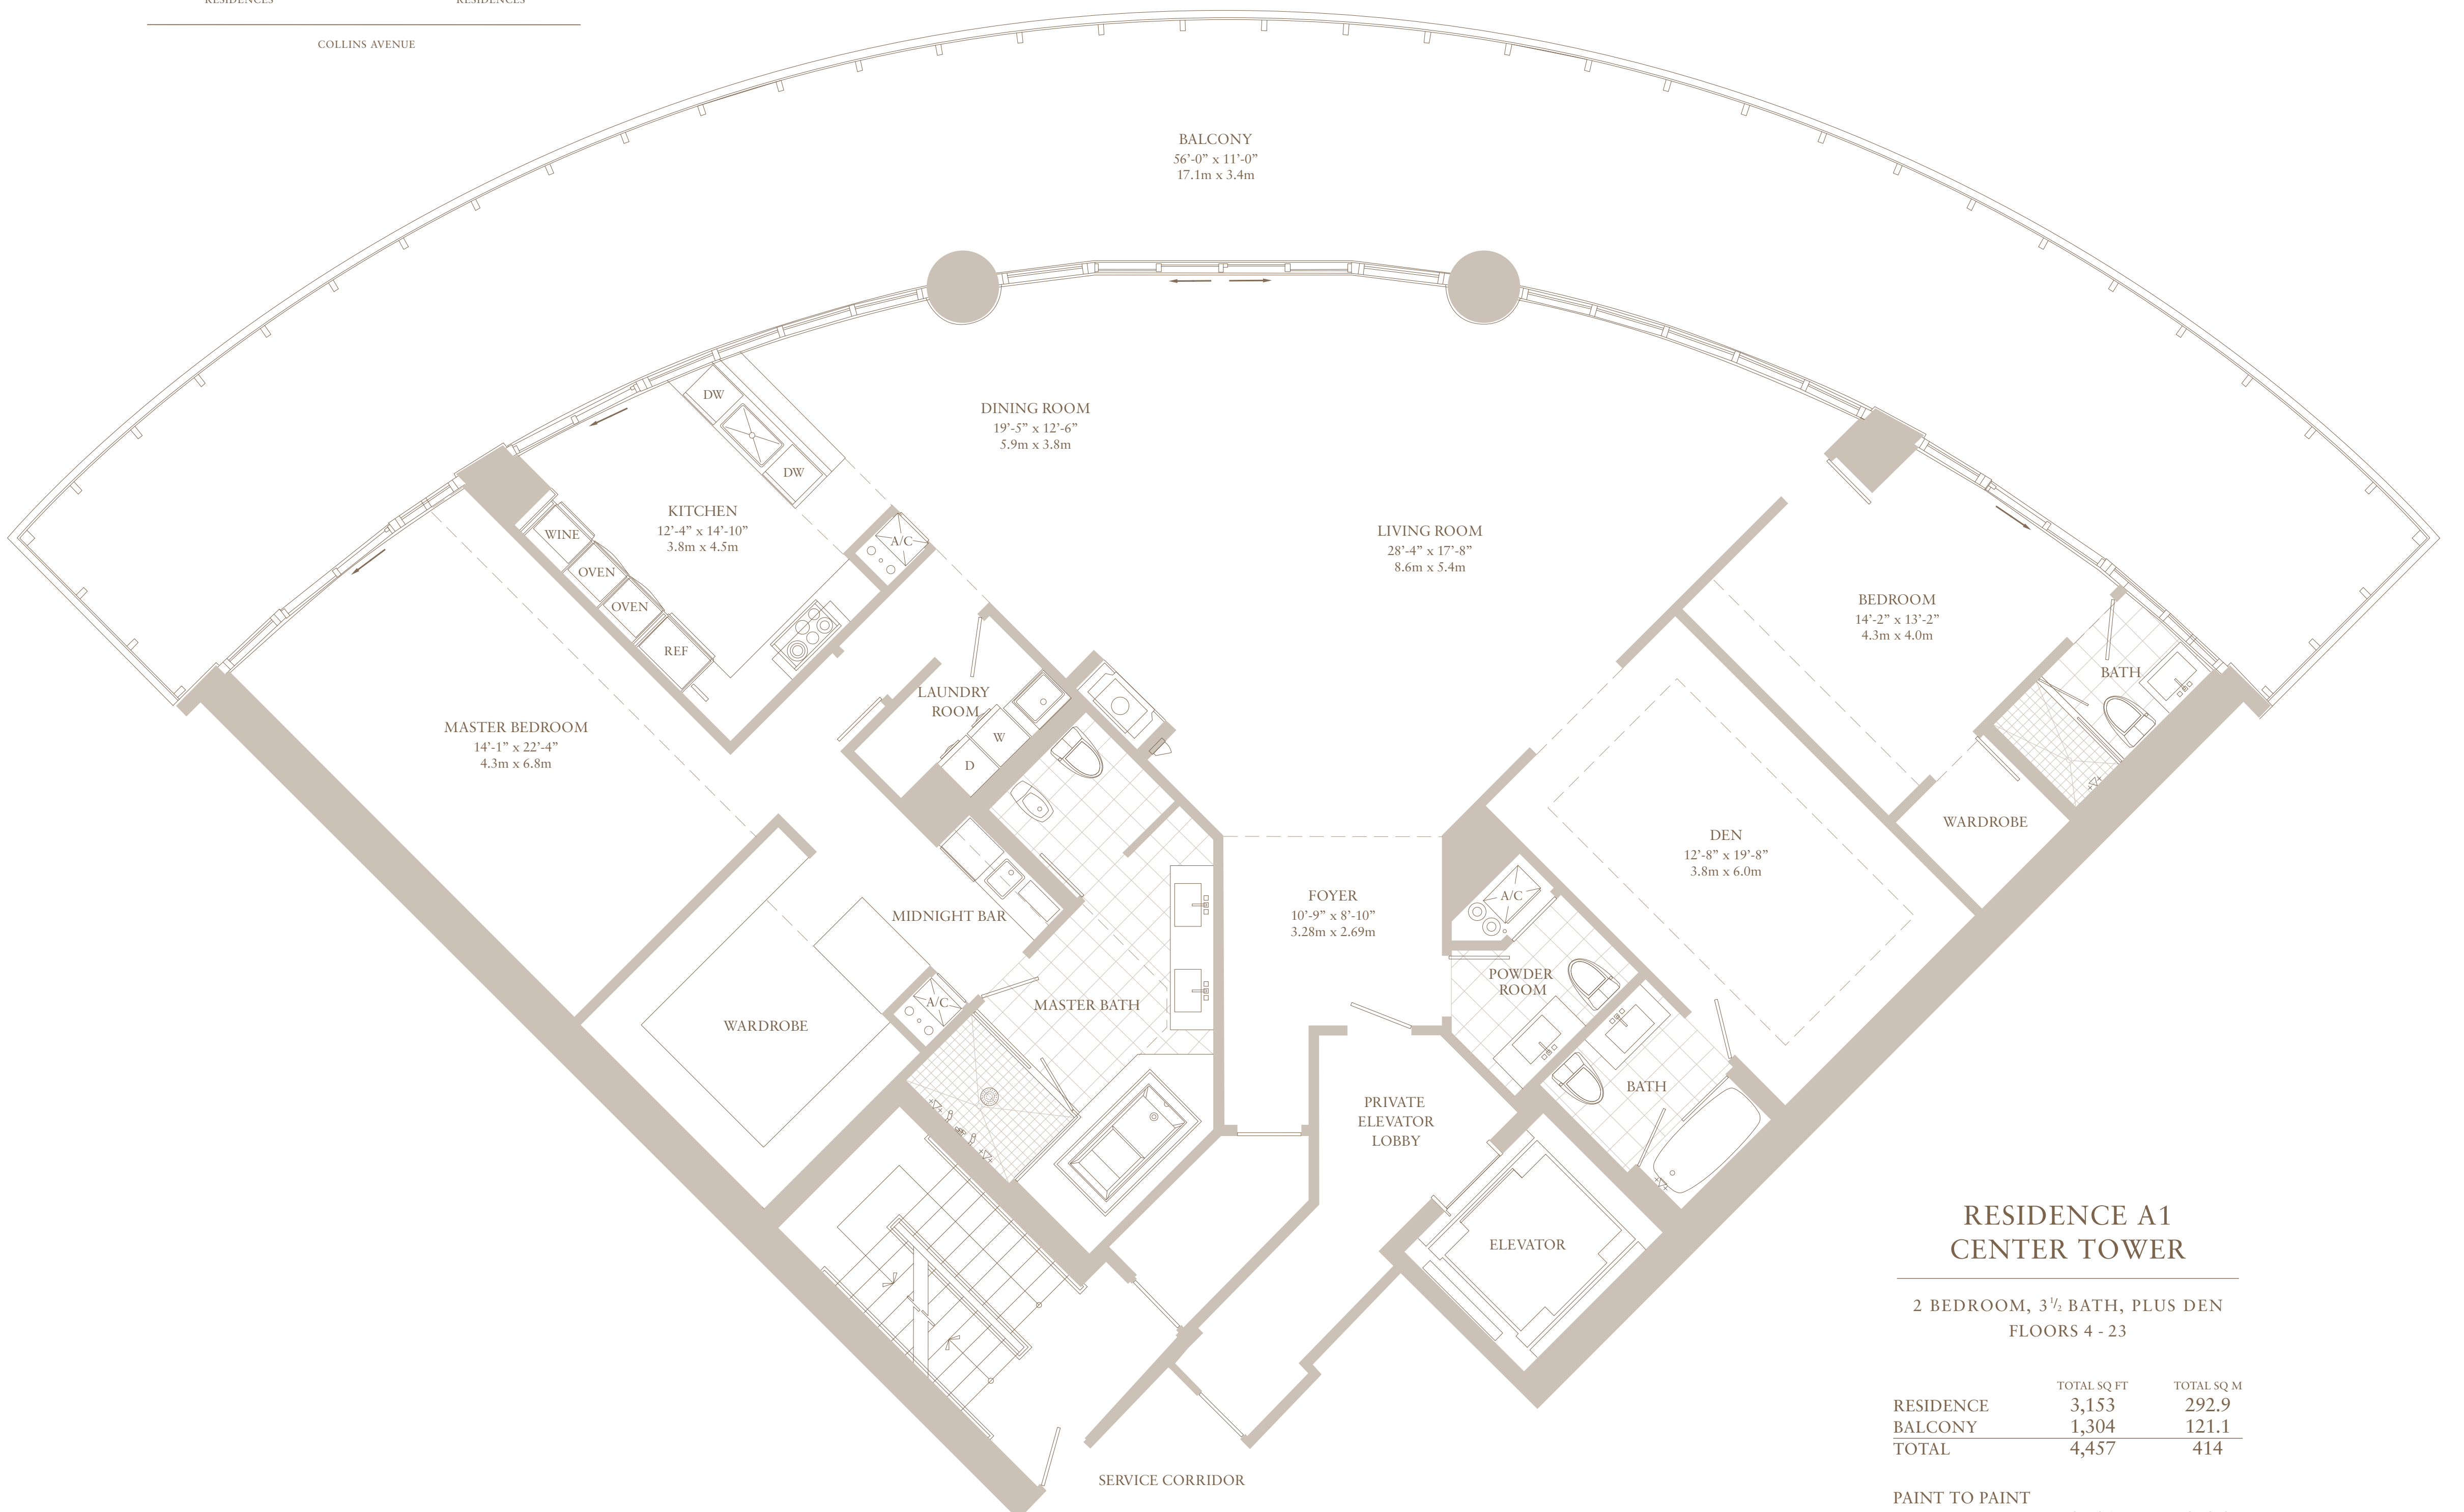 RESIDENCES RESIDENCES
COLLINS AVENUE
BALCONY
56’-0” x 11’-0”
17.1m x 3.4m
DINING ROOM
19’-5” x 12’-6”
5.9m x 3.8m
DW
DW
KITCHEN
12’-4” x 14’-10”
3.8m x 4.5m
WINE
OVEN
OVEN
REF
A/C
LIVING ROOM
28’-4” x 17’-8”
8.6m x 5.4m
BEDROOM
14’-2” x 13’-2”
4.3m x 4.0m
BATH
WARDROBE
LAUNDRY
ROOM
W
D
MASTER BEDROOM
14’-1” x 22’-4”
4.3m x 6.8m
DEN
12’-8” x 19’-8”
3.8m x 6.0m
MIDNIGHT BAR
FOYER
10’-9” x 8’-10”
3.28m x 2.69m
A/C
POWDER
ROOM
A/C
MASTER BATH
WARDROBE
BATH
PRIVATE
ELEVATOR
LOBBY
ELEVATOR
SERVICE CORRIDOR
RESIDENCE A1
CENTER TOWER
2 BEDROOM, 3 1/2 BATH, PLUS DEN
FLOORS 4 - 23
TOTAL SQ FT TOTAL SQ M
RESIDENCE 3,153 292.9
BALCONY 1,304 121.1
TOTAL 4,457 414
PAINT TO PAINT